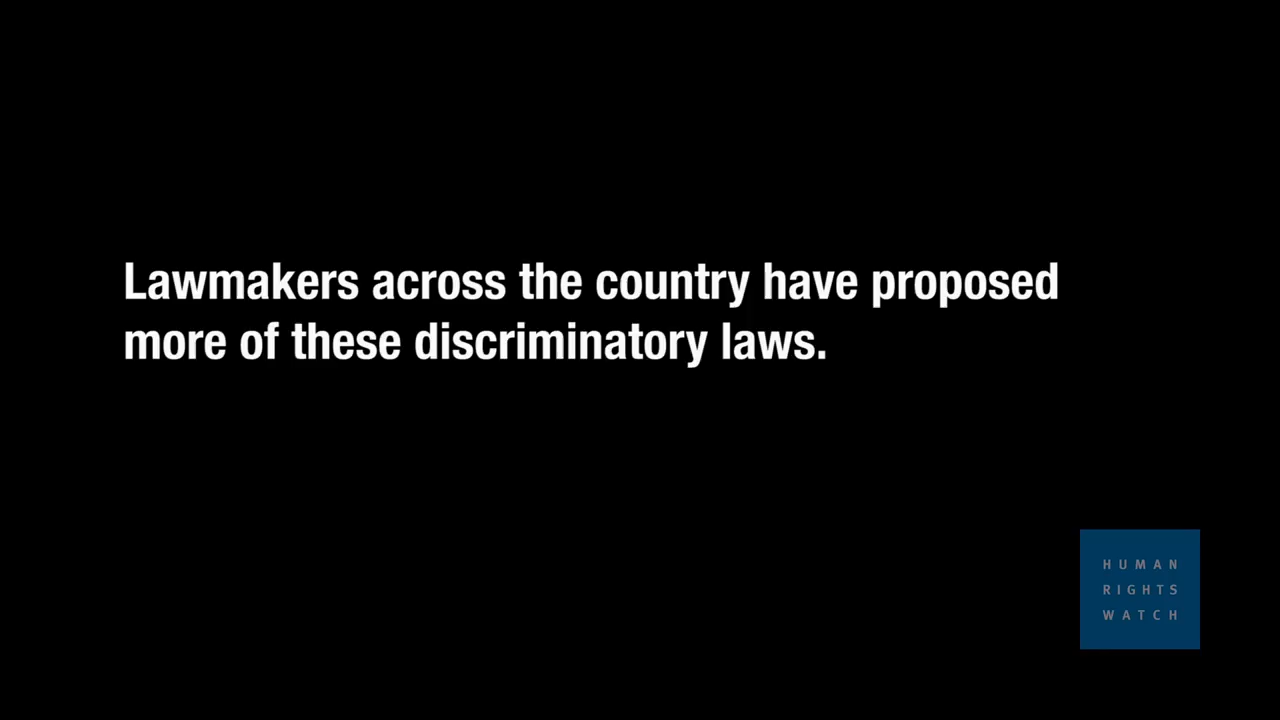 Lawmakers across the country have proposed
more of these discriminatory laws.
HUMAN
RIGHTS
WATCH